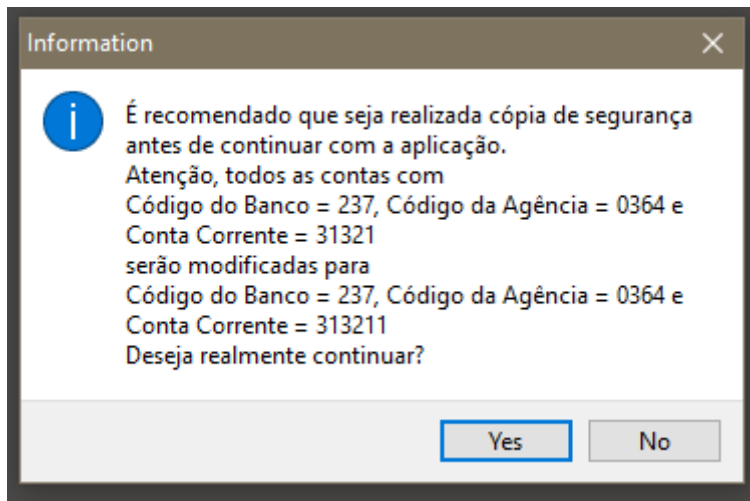 Information
É recomendado que seja realizada cópia de segurança
antes de continuar com a aplicação.
Atenção, todos as contas com
Código do Banco = 237, Código da Agência = 0364 e
Conta Corrente = 31321
serão modificadas para
Código do Banco = 237, Código da Agência = 0364 e
Conta Corrente = 313211
Deseja realmente continuar?
Yes No